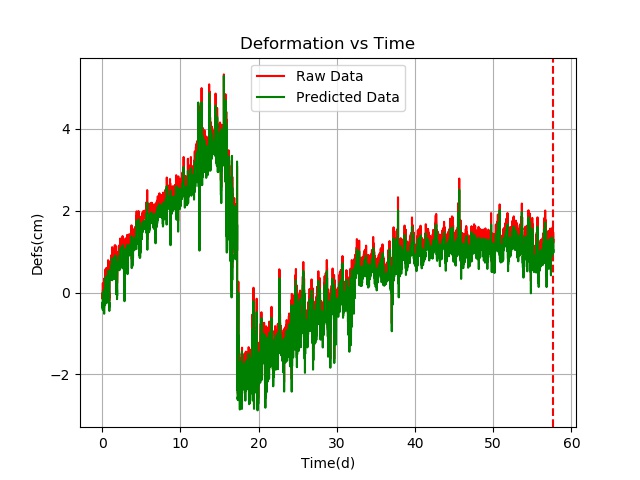 Deformation vs Time
Raw Data
Predicted Data
Defs(cm)
4
2
0
−2
0 10 20 30 40 50 60
Time(d)